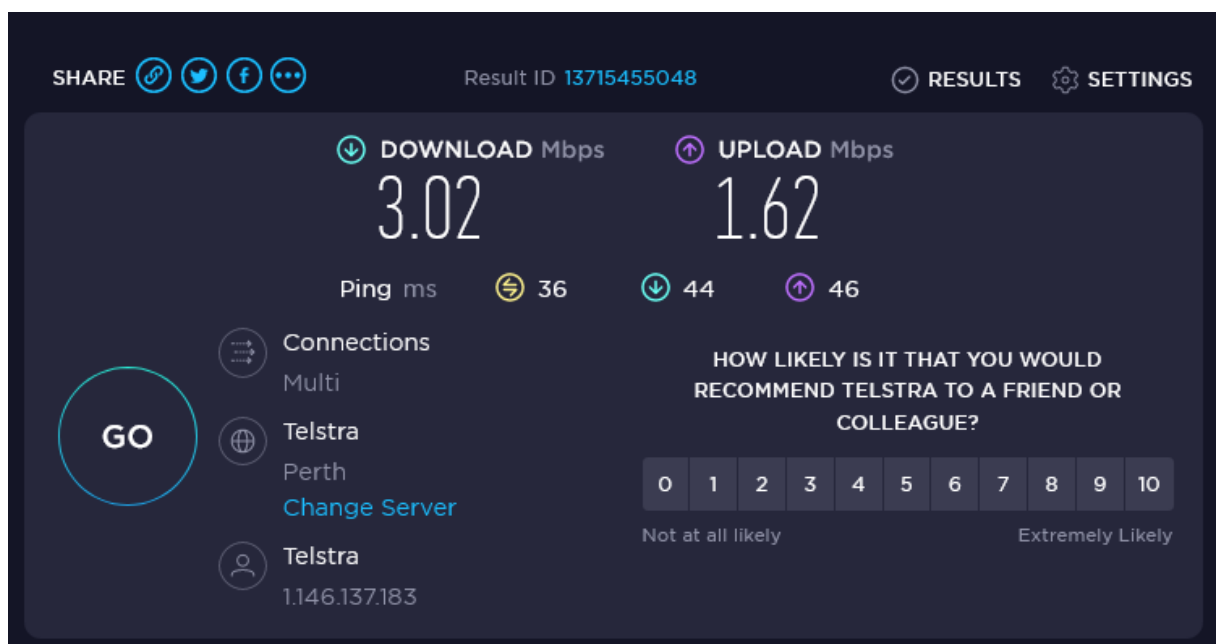 SHARE Result ID 13715455048 RESULTS SETTINGS
DOWNLOAD Mbps UPLOAD Mbps
3.02 1.62
Ping ms 36 44 46
Connections
Multi
Telstra
Perth
Change Server
Telstra
1.146.137.183
GO
HOW LIKELY IS IT THAT YOU WOULD
RECOMMEND TELSTRA TO A FRIEND OR
COLLEAGUE?
0 1 2 3 4 5 6 7 8 9 10
Not at all likely Extremely Likely